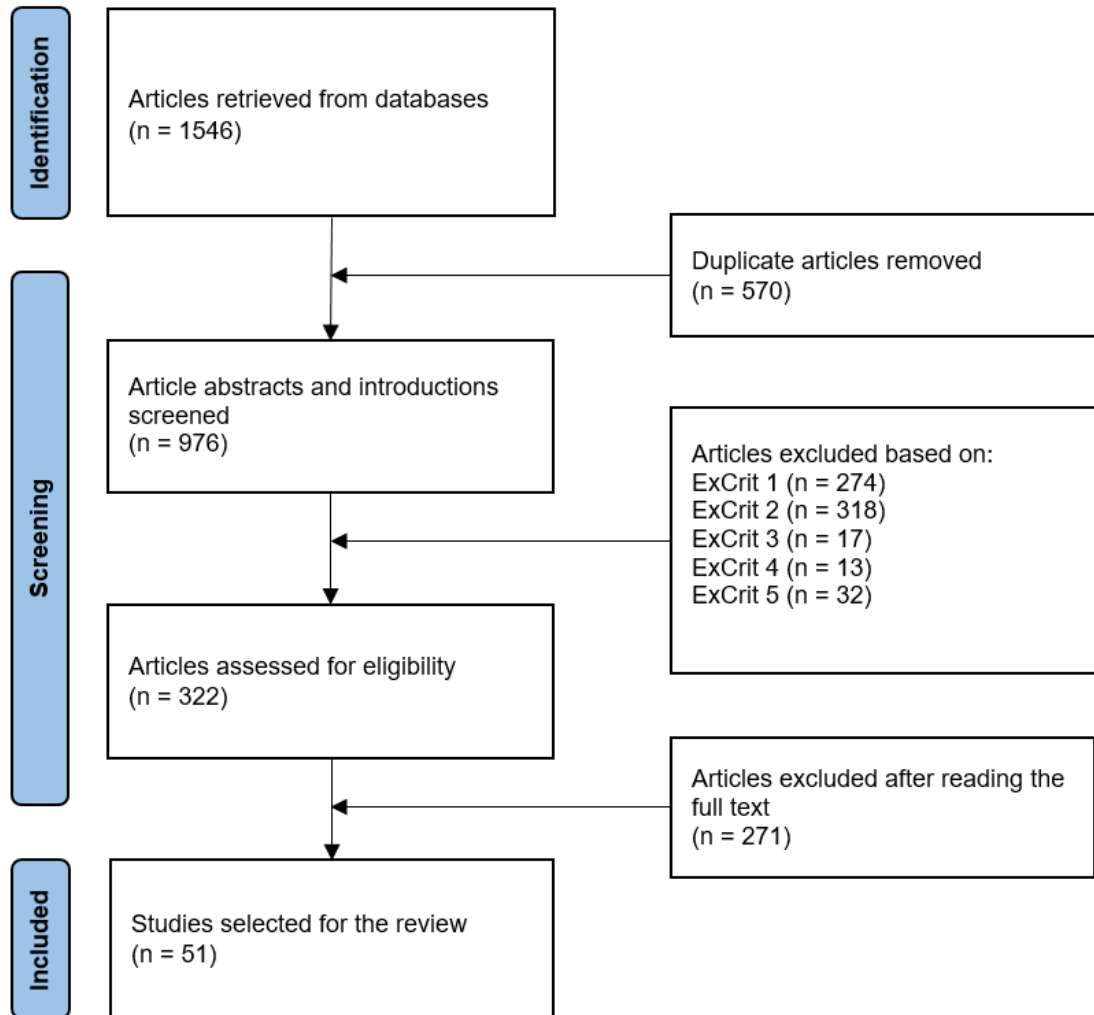 Identification
Articles retrieved from databases
(n = 1546)
Duplicate articles removed
(n = 570)
Screening
Article abstracts and introductions
screened
(n = 976)
Articles excluded based on:
ExCrit 1 (n = 274)
ExCrit 2 (n = 318)
ExCrit 3 (n = 17)
ExCrit 4 (n = 13)
ExCrit 5 (n = 32)
Articles assessed for eligibility
(n = 322)
Articles excluded after reading the
full text
(n = 271)
Included
Studies selected for the review
(n = 51)